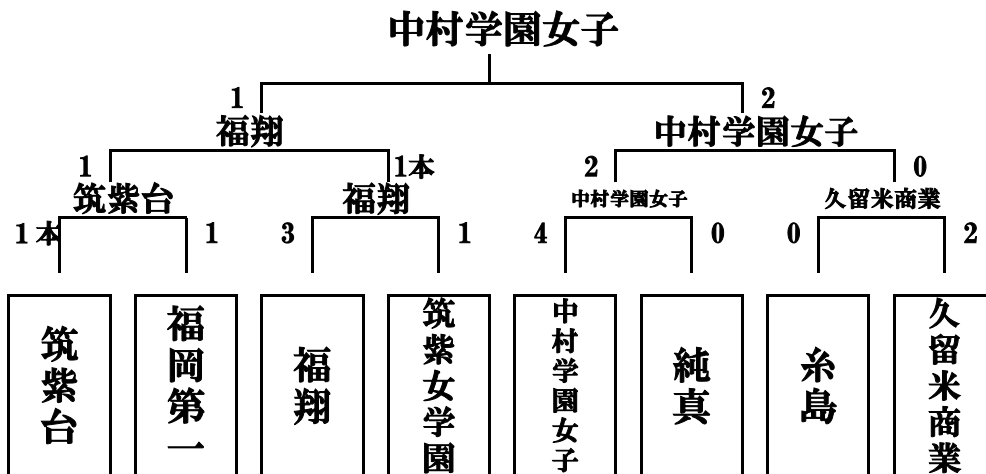 中村学園女子
1 2
福翔 中村学園女子
1 1本 2 0
筑紫台 福翔 中村学園女子 久留米商業
1本 1 3 1 4 0 0 2
筑紫台
福岡第一
福翔
筑紫女学園
中村学園女子
純真
糸島
久留米商業